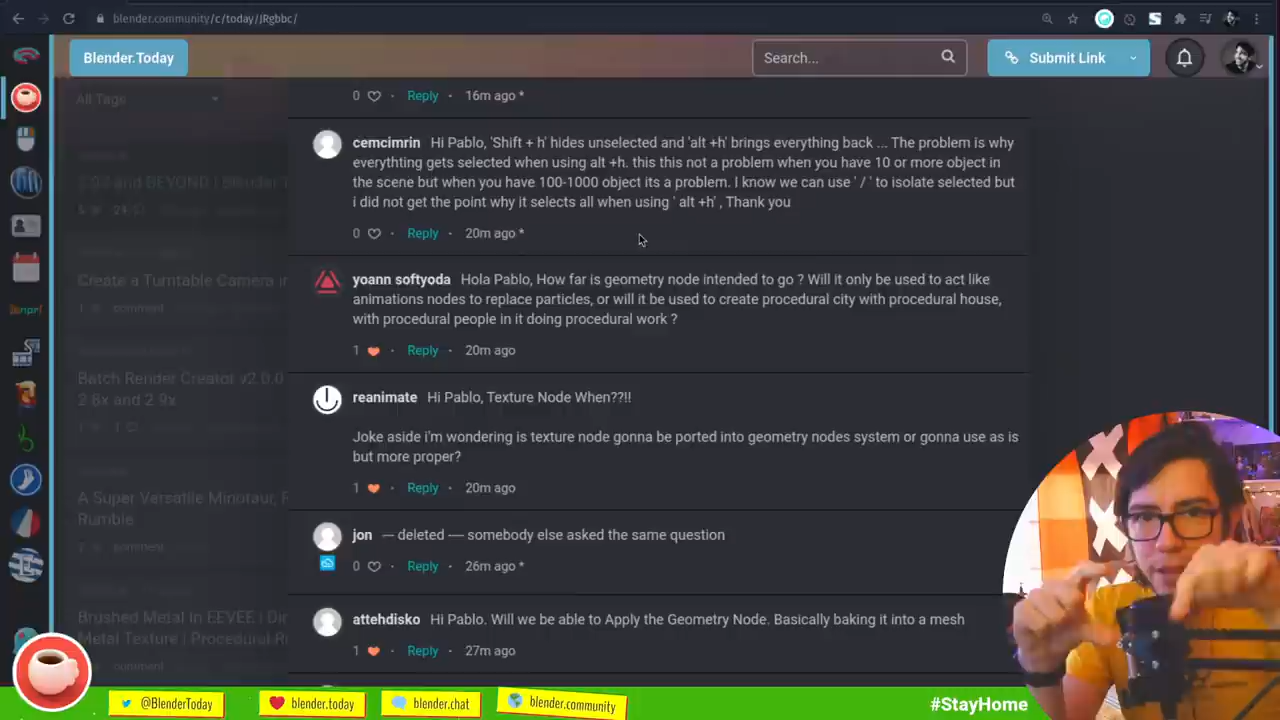 blender.community/c/today/JRgbbc/
Blender.Today
Search...
Submit Link
All Tags
0 · Reply · 16m ago *
cemcimrin Hi Pablo, 'Shift + h' hides unselected and 'alt +h' brings everything back ... The problem is why
everythting gets selected when using alt +h. this this not a problem when you have 10 or more object in
the scene but when you have 100-1000 object its a problem. I know we can use ' / ' to isolate selected but
i did not get the point why it selects all when using ' alt +h' , Thank you
0 · Reply · 20m ago *
yoann softyoda Hola Pablo, How far is geometry node intended to go ? Will it only be used to act like
animations nodes to replace particles, or will it be used to create procedural city with procedural house,
with procedural people in it doing procedural work ?
1 · Reply · 20m ago
reanimate Hi Pablo, Texture Node When??!!
Joke aside i'm wondering is texture node gonna be ported into geometry nodes system or gonna use as is
but more proper?
1 · Reply · 20m ago
jon — deleted — somebody else asked the same question
0 · Reply · 26m ago *
attehdisko Hi Pablo. Will we be able to Apply the Geometry Node. Basically baking it into a mesh
1 · Reply · 27m ago
AND BEYOND | Blender
Create a Turntable Camera in
comment
Batch Render Creator v2.0.0
2.8x and 2.9x
A Super Versatile Minotaur, R
Rumble
comment
Brushed Metal in EEVEE | Di
Metal Texture | Procedural
comment
@BlenderToday
blender.today
blender.chat
blender.community
#StayHome